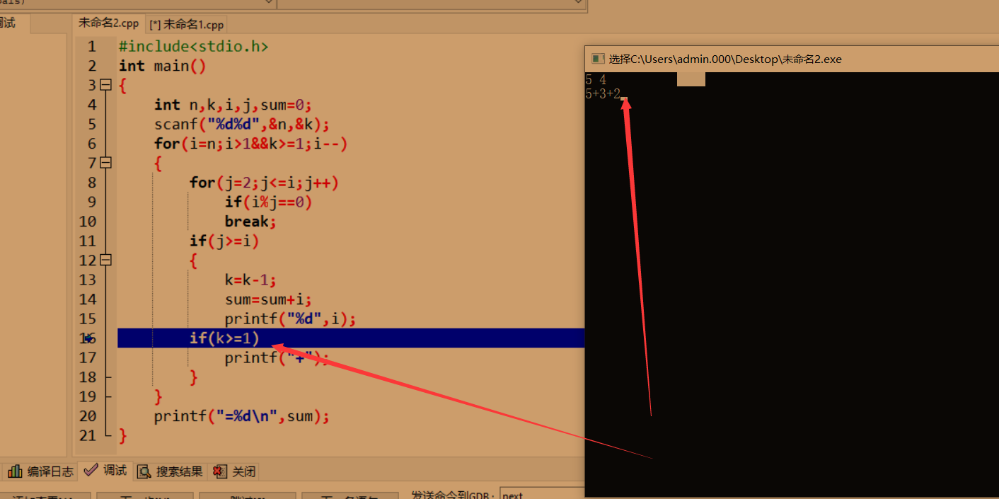 调试
未命名2.cpp
[*] 未命名1.cpp
1 #include<stdio.h>
2 int main()
3 {
4 int n,k,i,j,sum=0;
5 scanf("%d%d",&n,&k);
6 for(i=n;i>1&&k>=1;i--)
7 {
8 for(j=2;j<=i;j++)
9 if(i%j==0)
10 break;
11 if(j>=i)
12 {
13 k=k-1;
14 sum=sum+i;
15 printf("%d",i);
16 if(k>=1)
17 printf("+");
18 }
19 }
20 printf("=%d\n",sum);
21 }
选择C:\Users\admin.000\Desktop\未命名2.exe
5 4
5+3+2
编译日志
调试
搜索结果
关闭
发送命令到GDB:
next